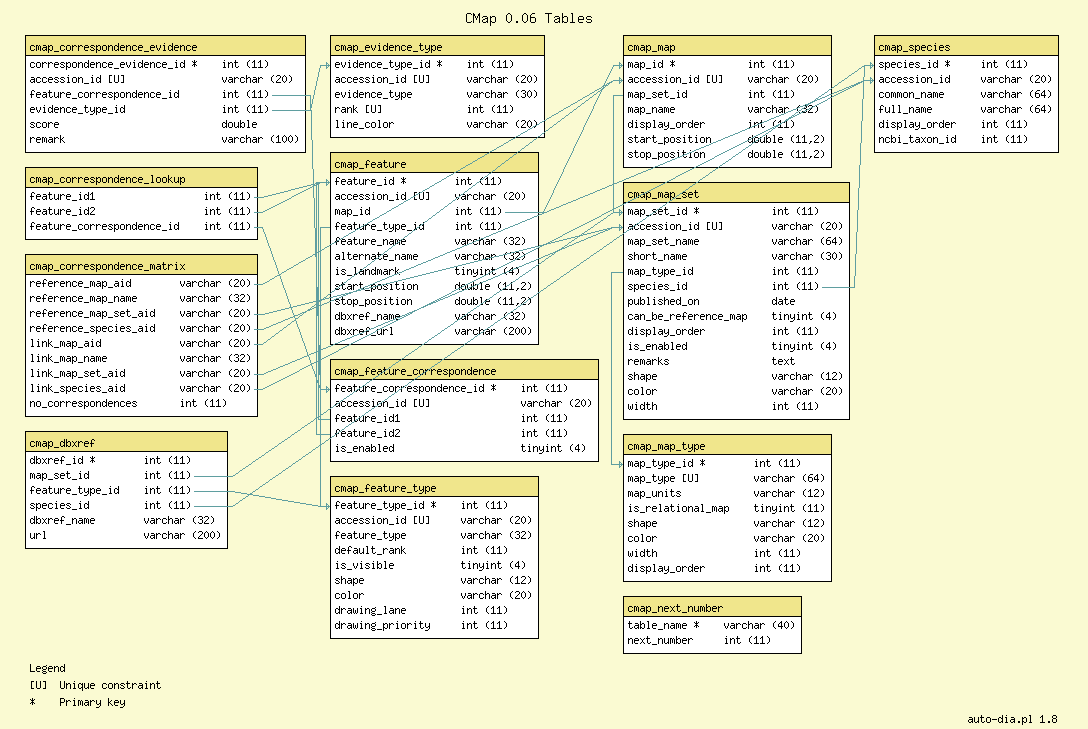 CMap 0.06 Tables
cmap_correspondence_evidence
correspondence_evidence_id * int (11)
accession_id [U] varchar (20)
feature_correspondence_id int (11)
evidence_type_id int (11)
score double
remark varchar (100)
cmap_correspondence_lookup
feature_id1 int (11)
feature_id2 int (11)
feature_correspondence_id int (11)
cmap_correspondence_matrix
reference_map_aid varchar (20)
reference_map_name varchar (32)
reference_map_set_aid varchar (20)
reference_species_aid varchar (20)
link_map_aid varchar (20)
link_map_name varchar (32)
link_map_set_aid varchar (20)
link_species_aid varchar (20)
no_correspondences int (11)
cmap_dbxref
dbxref_id * int (11)
map_set_id int (11)
feature_type_id int (11)
species_id int (11)
dbxref_name varchar (32)
url varchar (200)
cmap_evidence_type
evidence_type_id * int (11)
accession_id [U] varchar (20)
evidence_type varchar (30)
rank [U] int (11)
line_color varchar (20)
cmap_feature
feature_id * int (11)
accession_id [U] varchar (20)
map_id int (11)
feature_type_id int (11)
feature_name varchar (32)
alternate_name varchar (32)
is_landmark tinyint (4)
start_position double (11,2)
stop_position double (11,2)
dbxref_name varchar (32)
dbxref_url varchar (200)
cmap_feature_correspondence
feature_correspondence_id * int (11)
accession_id [U] varchar (20)
feature_id1 int (11)
feature_id2 int (11)
is_enabled tinyint (4)
cmap_feature_type
feature_type_id * int (11)
accession_id [U] varchar (20)
feature_type varchar (32)
default_rank int (11)
is_visible tinyint (4)
shape varchar (12)
color varchar (20)
drawing_lane int (11)
drawing_priority int (11)
cmap_map
map_id * int (11)
accession_id [U] varchar (20)
map_set_id int (11)
map_name varchar (32)
display_order int (11)
start_position double (11,2)
stop_position double (11,2)
cmap_map_set
map_set_id * int (11)
accession_id [U] varchar (20)
map_set_name varchar (64)
short_name varchar (30)
map_type_id int (11)
species_id int (11)
published_on date
can_be_reference_map tinyint (4)
display_order int (11)
is_enabled tinyint (4)
remarks text
shape varchar (12)
color varchar (20)
width int (11)
cmap_map_type
map_type_id * int (11)
map_type [U] varchar (64)
map_units varchar (12)
is_relational_map tinyint (11)
shape varchar (12)
color varchar (20)
width int (11)
display_order int (11)
cmap_next_number
table_name * varchar (40)
next_number int (11)
cmap_species
species_id * int (11)
accession_id varchar (20)
common_name varchar (64)
full_name varchar (64)
display_order int (11)
ncbi_taxon_id int (11)
Legend
[U] Unique constraint
* Primary key
auto-dia.pl 1.8